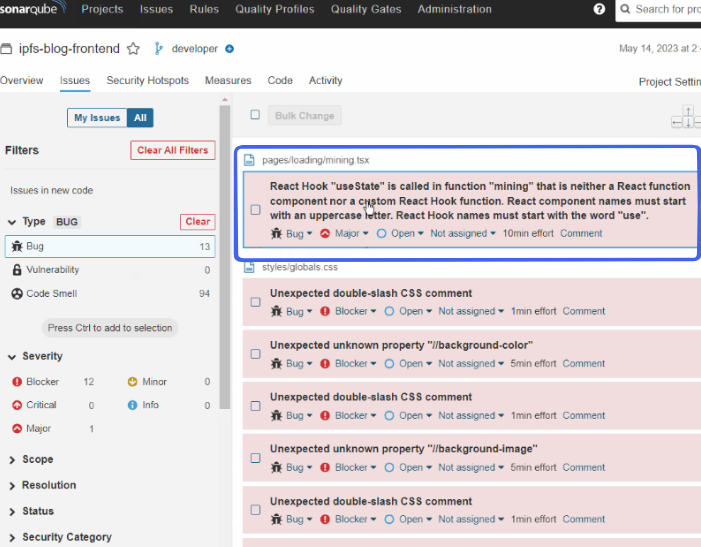 sonarqube Projects Issues Rules Quality Profiles Quality Gates Administration ? Search for pro
ipfs-blog-frontend developer May 14, 2023 at 2:
Overview Issues Security Hotspots Measures Code Activity Project Settin
My Issues All
Bulk Change
Filters Clear All Filters
Issues in new code
Type BUG Clear
Bug 13
Vulnerability 0
Code Smell 94
Press Ctrl to add to selection
Severity
Blocker 12 Minor 0
Critical 0 Info 0
Major 1
Scope
Resolution
Status
Security Category
pages/loading/mining.tsx
React Hook "useState" is called in function "mining" that is neither a React function
component nor a custom React Hook function. React component names must start
with an uppercase letter. React Hook names must start with the word "use".
Bug Major Open Not assigned 10min effort Comment
styles/globals.css
Unexpected double-slash CSS comment
Bug Blocker Open Not assigned 1min effort Comment
Unexpected unknown property "//background-color"
Bug Blocker Open Not assigned 5min effort Comment
Unexpected double-slash CSS comment
Bug Blocker Open Not assigned 1min effort Comment
Unexpected unknown property "//background-image"
Bug Blocker Open Not assigned 5min effort Comment
Unexpected double-slash CSS comment
Bug Blocker Open Not assigned 1min effort Comment